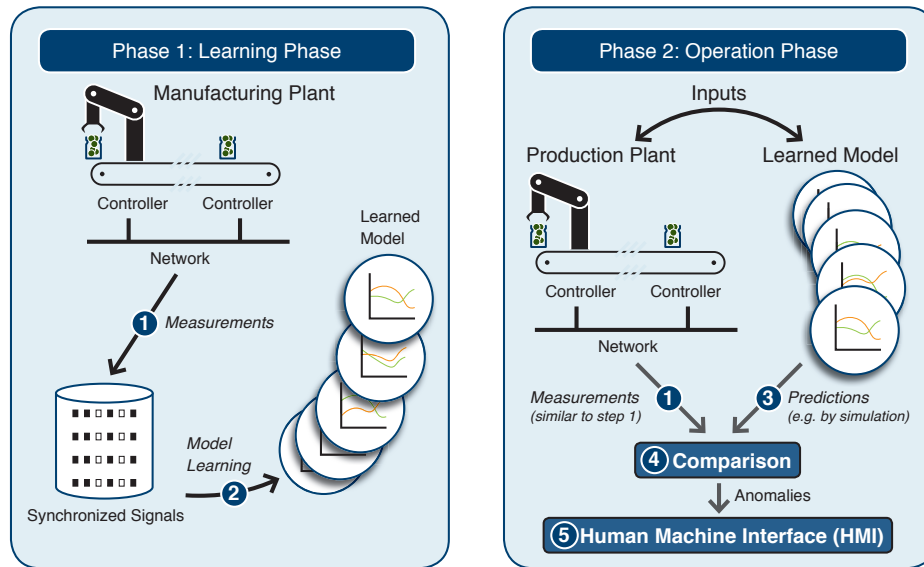 Phase 1: Learning Phase
Manufacturing Plant
Controller
Controller
Network
Learned
Model
1
Measurements
Model
Learning
2
Synchronized Signals
Phase 2: Operation Phase
Inputs
Production Plant
Learned Model
Controller
Controller
Network
Measurements
(similar to step 1)
1
3
Predictions
(e.g. by simulation)
4 Comparison
Anomalies
5 Human Machine Interface (HMI)